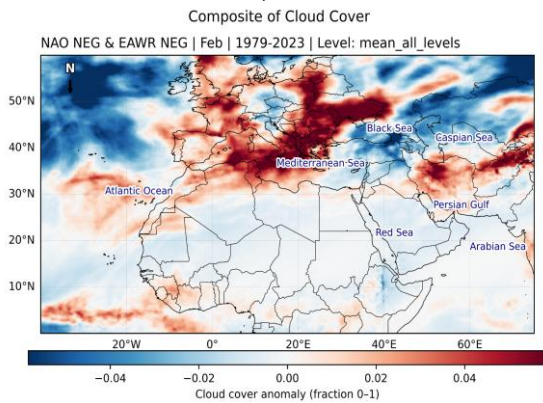 Composite of Cloud Cover
NAO NEG & EAWR NEG | Feb | 1979-2023 | Level: mean_all_levels
N
50°N
40°N
30°N
20°N
10°N
Black Sea
Caspian Sea
Mediterranean Sea
Atlantic Ocean
Persian Gulf
Red Sea
Arabian Sea
20°W
0°
20°E
40°E
60°E
−0.04
−0.02
0.00
0.02
0.04
Cloud cover anomaly (fraction 0–1)